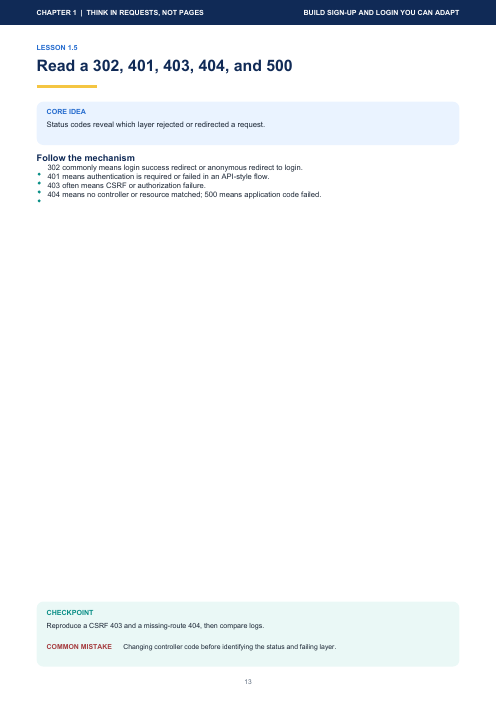 CHAPTER 1 | THINK IN REQUESTS, NOT PAGES
BUILD SIGN-UP AND LOGIN YOU CAN ADAPT
LESSON 1.5
Read a 302, 401, 403, 404, and 500
CORE IDEA
Status codes reveal which layer rejected or redirected a request.
Follow the mechanism
302 commonly means login success redirect or anonymous redirect to login.
401 means authentication is required or failed in an API-style flow.
403 often means CSRF or authorization failure.
404 means no controller or resource matched; 500 means application code failed.
CHECKPOINT
Reproduce a CSRF 403 and a missing-route 404, then compare logs.
COMMON MISTAKE Changing controller code before identifying the status and failing layer.
13